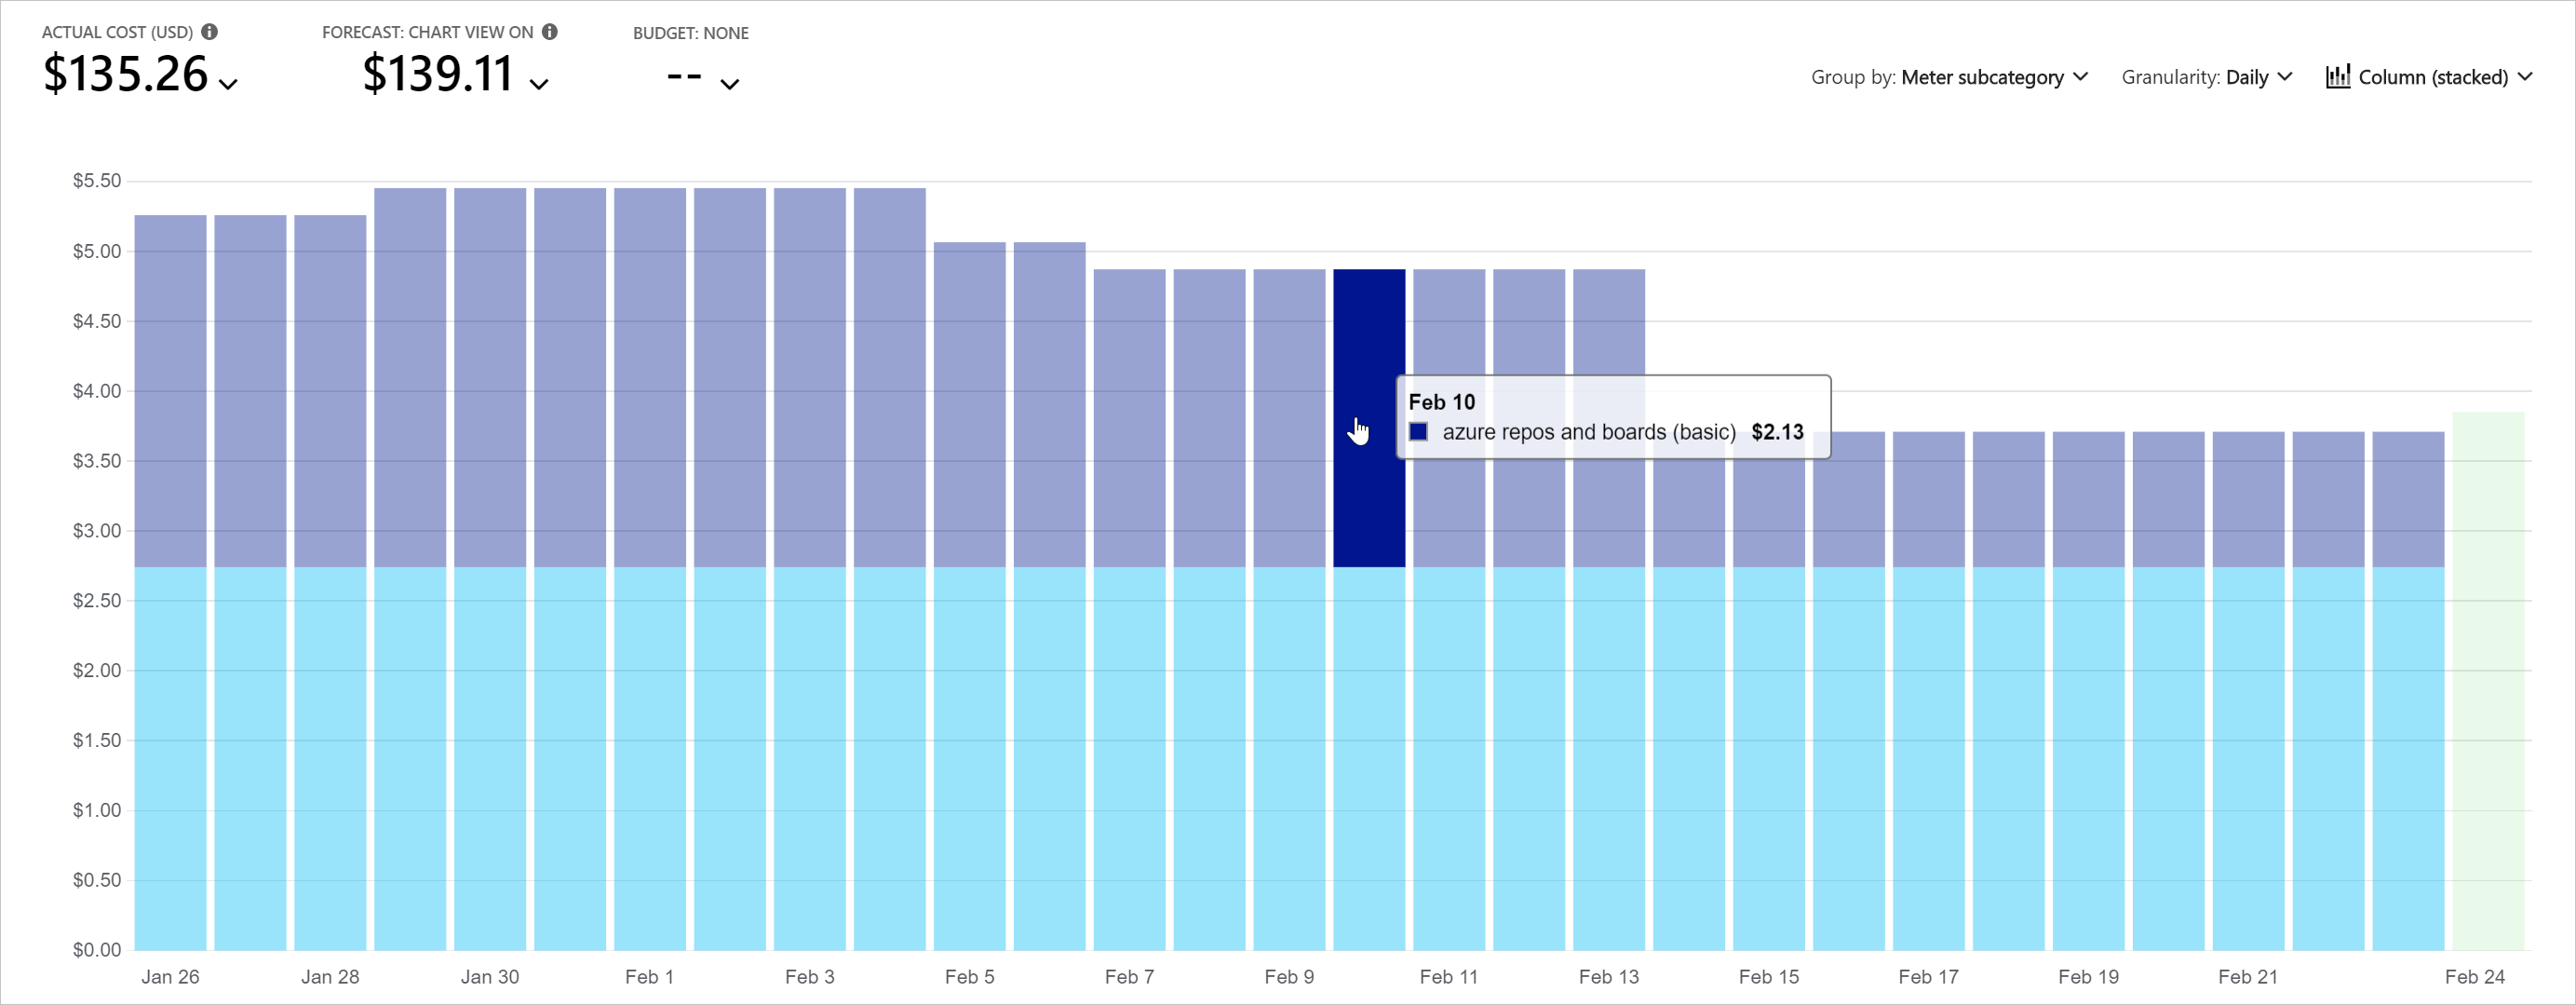 ACTUAL COST (USD)
$135.26
FORECAST: CHART VIEW ON
$139.11
BUDGET: NONE
--
Group by: Meter subcategory
Granularity: Daily
Column (stacked)
$5.50
$5.00
$4.50
$4.00
$3.50
$3.00
$2.50
$2.00
$1.50
$1.00
$0.50
$0.00
Feb 10
azure repos and boards (basic) $2.13
Jan 26 Jan 28 Jan 30 Feb 1 Feb 3 Feb 5 Feb 7 Feb 9 Feb 11 Feb 13 Feb 15 Feb 17 Feb 19 Feb 21 Feb 24